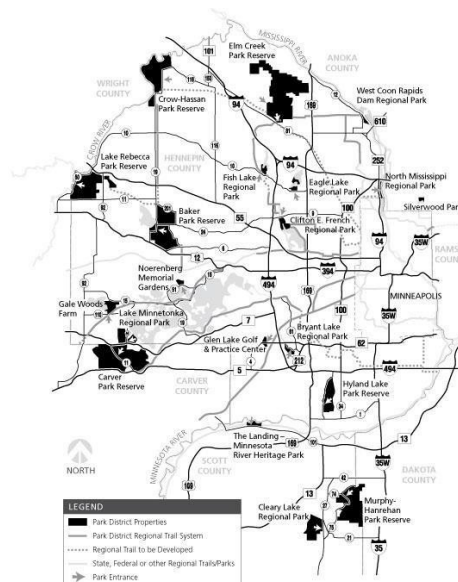 MISSISSIPPI RIVER
101
Elm Creek
Park Reserve
ANOKA
COUNTY
WRIGHT
COUNTY
169
West Coon Rapids
Dam Regional Park
Crow-Hassan
Park Reserve
94
610
81
CROW RIVER
Lake Rebecca
Park Reserve
HENNEPIN
COUNTY
252
Fish Lake
Regional
Park
94
Eagle Lake
Regional Park
North Mississippi
Regional Park
Silverwood Par
Baker
Park Reserve
55
100
Clifton E. French
Regional Park
94
35W
RAMS
COUN
12
394
Noerenberg
Memorial
Gardens
494
169
100
MINNEAPOLIS
Gale Woods
Farm
Lake Minnetonka
Regional Park
7
35W
Bryant Lake
Regional Park
Glen Lake Golf
& Practice Center
62
212
Carver
Park Reserve
CARVER
COUNTY
5
494
Hyland Lake
Park Reserve
MINNESOTA RIVER
The Landing –
Minnesota
River Heritage Park
169
101
13
NORTH
SCOTT
COUNTY
35W
DAKOTA
COUNTY
169
13
Cleary Lake
Regional Park
Murphy-
Hanrehan
Park Reserve
35
LEGEND
Park District Properties
Park District Regional Trail System
Regional Trail to be Developed
State, Federal or other Regional Trails/Parks
Park Entrance